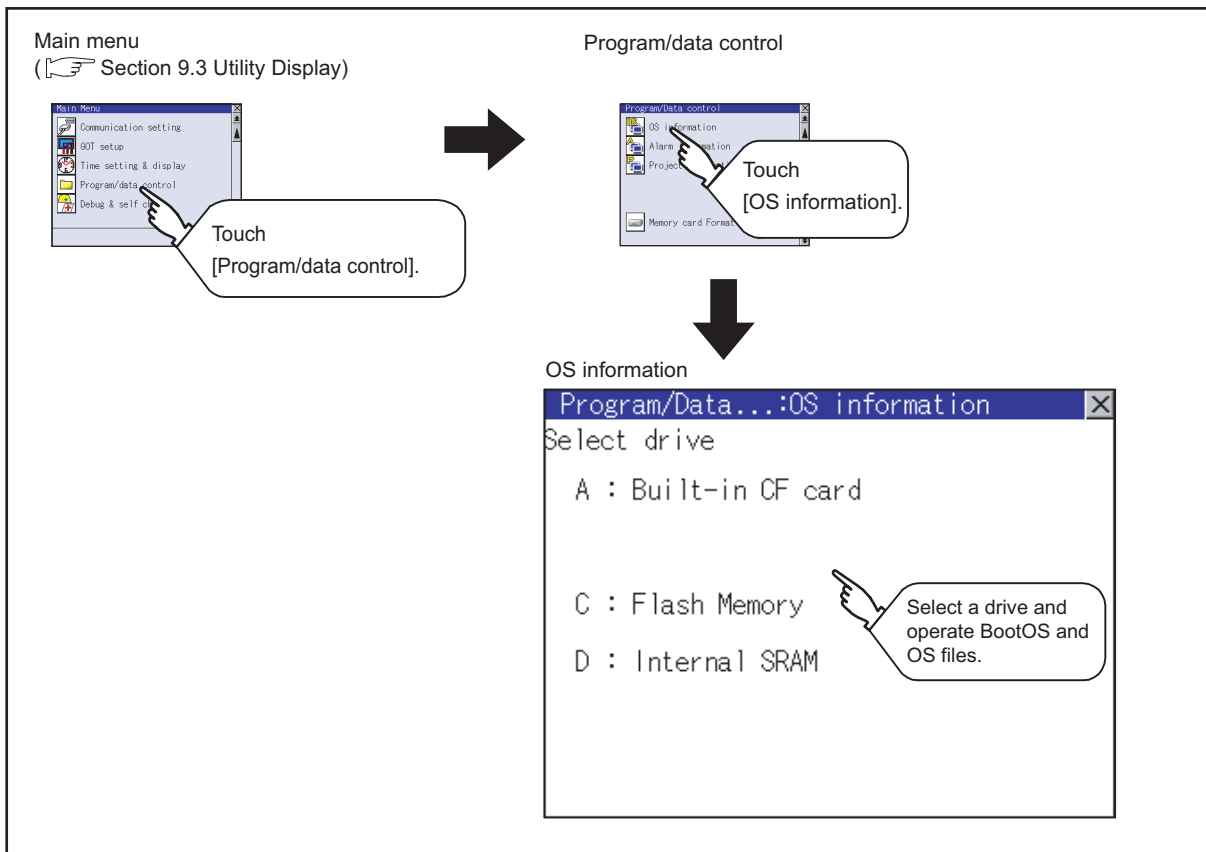 Main menu
( Section 9.3 Utility Display)
Main Menu
Communication setting
GOT setup
Time setting & display
Program/data control
Debug & self
Touch
[Program/data control].
Program/data control
Program/Data control
OS information
Alarm
Project
Memory card Format
Touch
[OS information].
OS information
Program/Data...:OS information
Select drive
A : Built-in CF card
C : Flash Memory
D : Internal SRAM
Select a drive and
operate BootOS and
OS files.